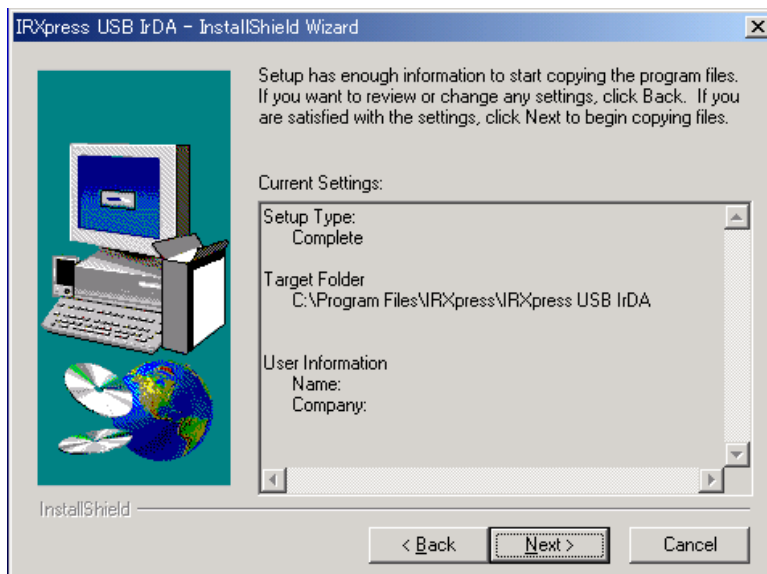 IRXpress USB IrDA - InstallShield Wizard
Setup has enough information to start copying the program files.
If you want to review or change any settings, click Back.  If you
are satisfied with the settings, click Next to begin copying files.
Current Settings:
Setup Type:
Complete
Target Folder
C:\Program Files\IRXpress\IRXpress USB IrDA
User Information
Name:
Company:
InstallShield
< Back
Next >
Cancel